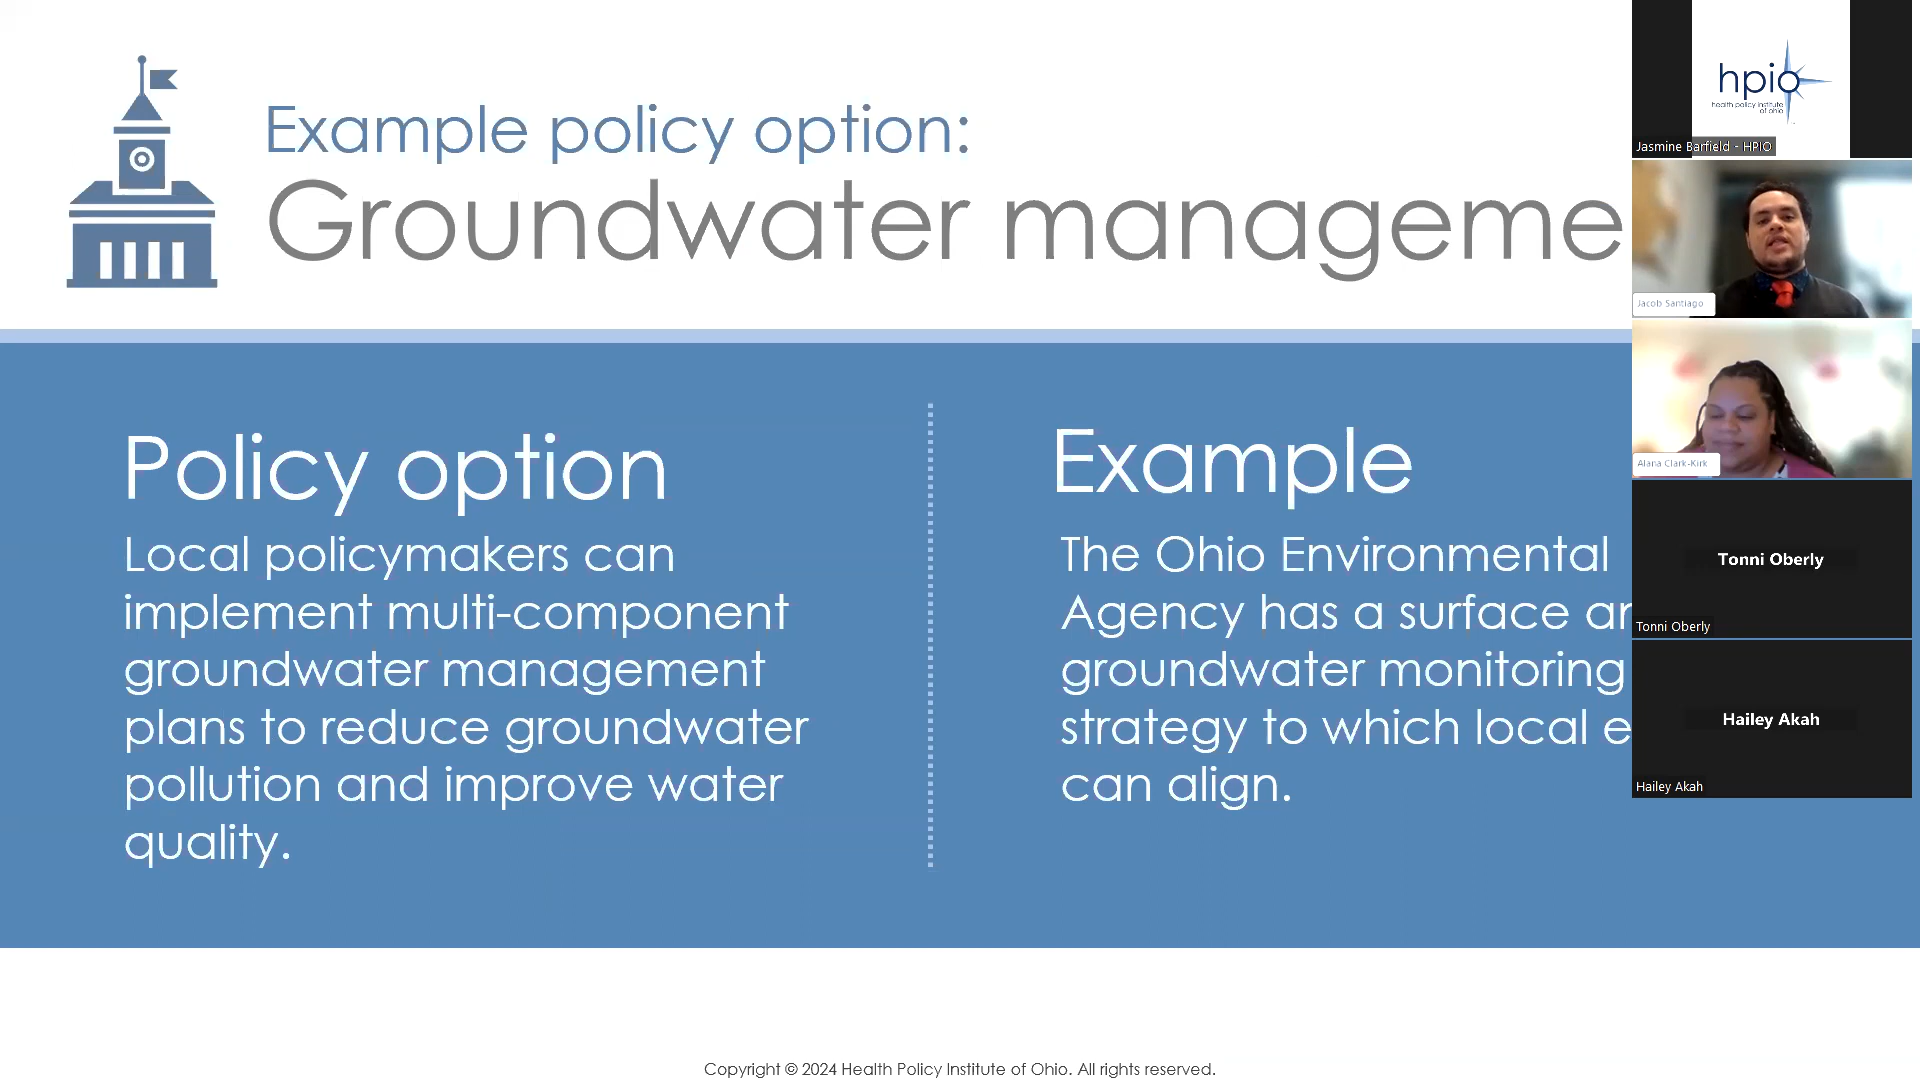 Example policy option:
Groundwater manageme
Policy option
Local policymakers can
implement multi-component
groundwater management
plans to reduce groundwater
pollution and improve water
quality.
Example
The Ohio Environmental
Agency has a surface
groundwater monitoring
strategy to which local
can align.
Copyright © 2024 Health Policy Institute of Ohio. All rights reserved.
hpio
health policy institute
of ohio
Jasmine Barfield - HPIO
Jacob Santiago
Alana Clark-Kirk
Tonni Oberly
Tonni Oberly
Hailey Akah
Hailey Akah